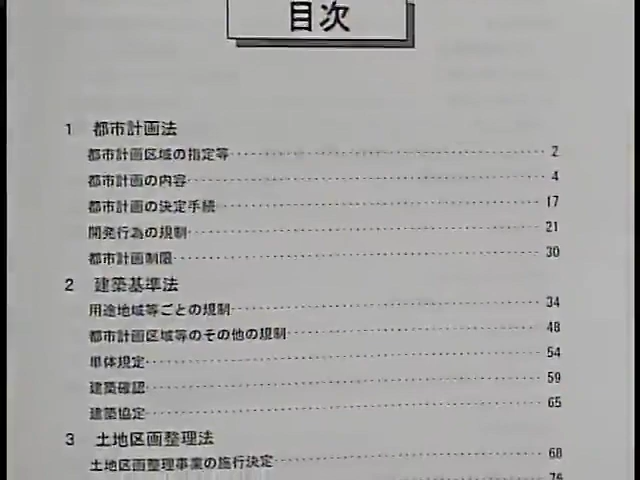 目次
1 都市計画法
都市計画区域の指定等 2
都市計画の内容 4
都市計画の決定手続 17
開発行為の規制 21
都市計画制限 30
2 建築基準法
用途地域等ごとの規制 34
都市計画区域等のその他の規制 48
単体規定 54
建築確認 59
建築協定 65
3 土地区画整理法
土地区画整理事業の施行決定 68
76